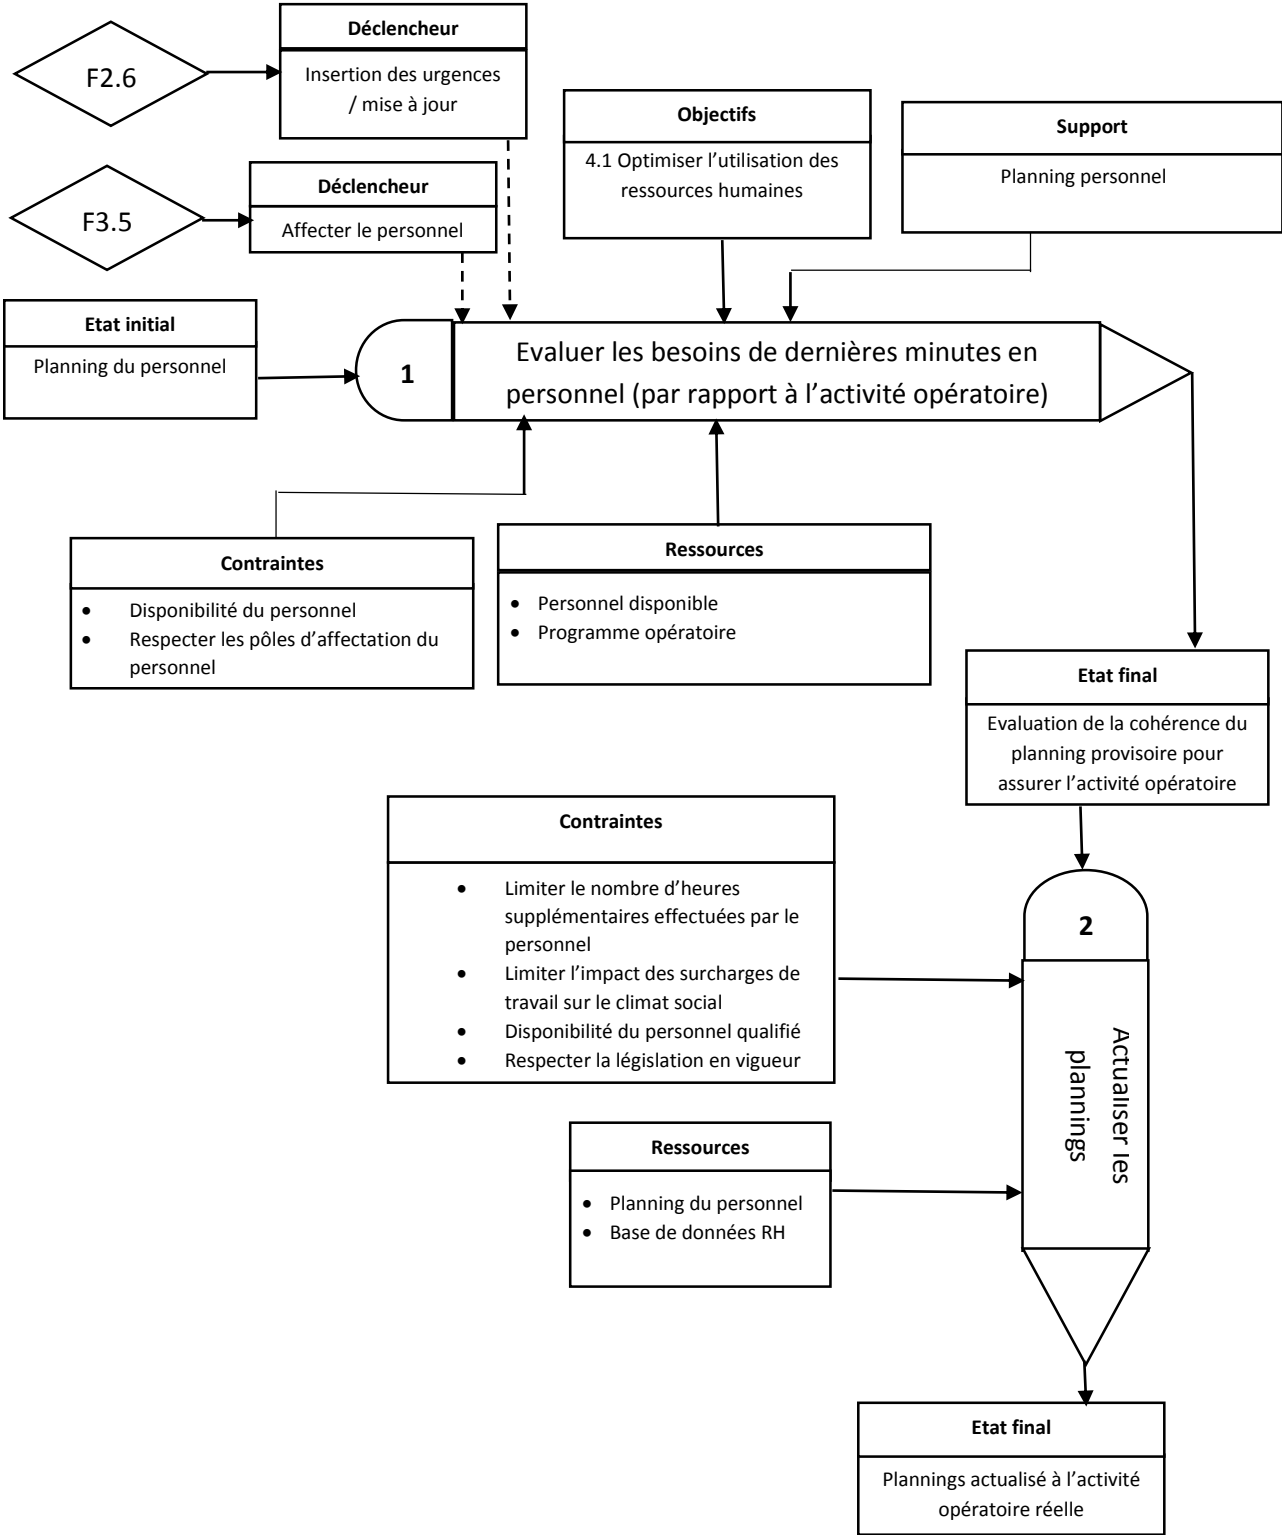 Déclencheur
F2.6
Insertion des urgences
/ mise à jour
Objectifs
4.1 Optimiser l’utilisation des
ressources humaines
Support
Planning personnel
F3.5
Déclencheur
Affecter le personnel
Etat initial
Planning du personnel
1
Evaluer les besoins de dernières minutes en
personnel (par rapport à l’activité opératoire)
Contraintes
• Disponibilité du personnel
• Respecter les pôles d’affectation du
personnel
Ressources
• Personnel disponible
• Programme opératoire
Etat final
Evaluation de la cohérence du
planning provisoire pour
assurer l’activité opératoire
Contraintes
• Limiter le nombre d’heures
supplémentaires effectuées par le
personnel
• Limiter l’impact des surcharges de
travail sur le climat social
• Disponibilité du personnel qualifié
• Respecter la législation en vigueur
2
Actualiser les
plannings
Ressources
• Planning du personnel
• Base de données RH
Etat final
Plannings actualisé à l’activité
opératoire réelle